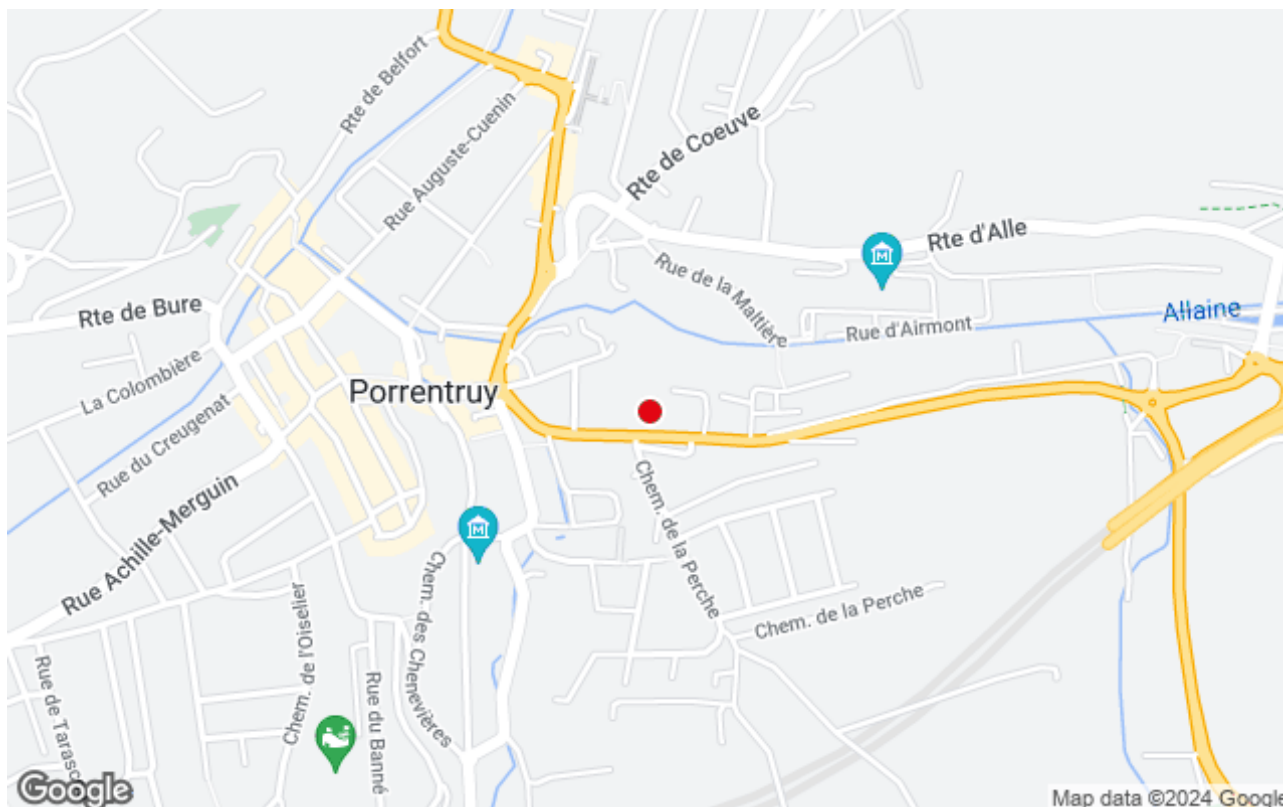 Rte de Belfort
Rue Auguste-Cuenin
Rte de Coeuve
Rte d'Alle
Rue de la Maltière
Rte de Bure
Allaine
Rue d'Airmont
La Colombière
Porrentruy
Rue du Creugenat
Rue Achille-Merguin
Chem. de la Perche
Chem. de la Perche
Chem. de l'Oiselier
Chem. des Chenevières
Rue du Banné
Rue de Tarasc
Google
Map data ©2024 Google